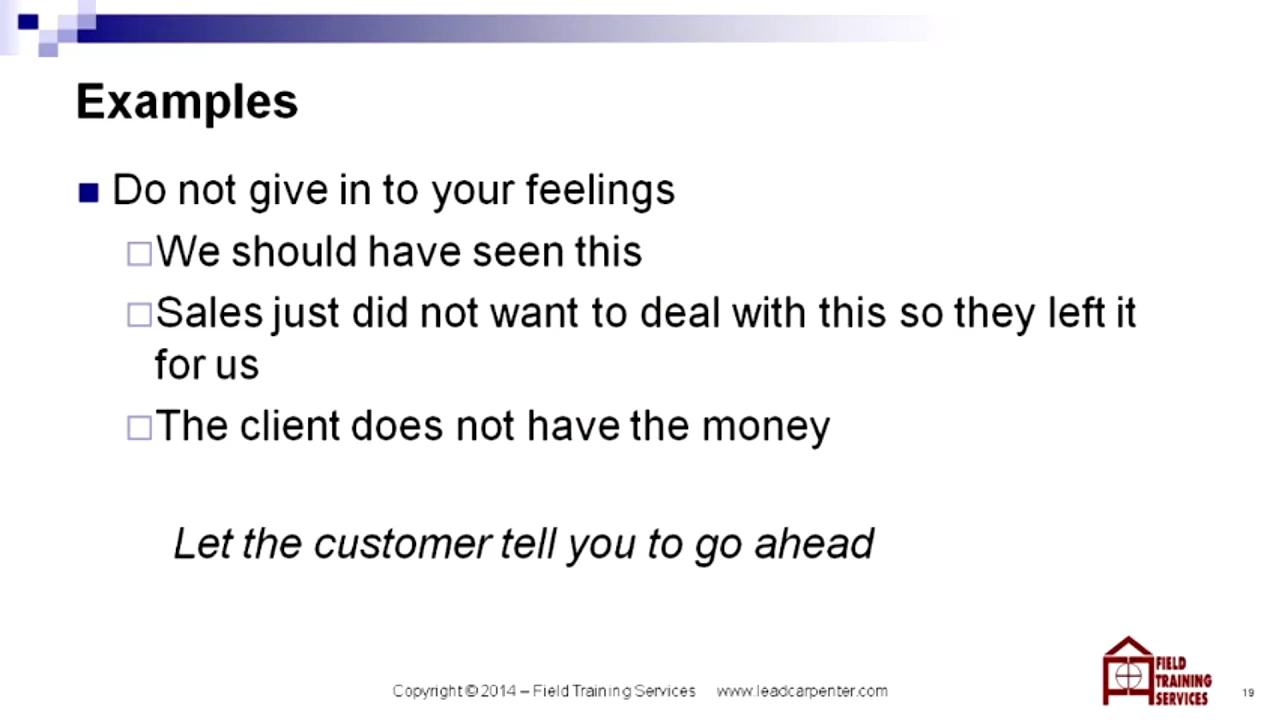 Examples
Do not give in to your feelings
We should have seen this
Sales just did not want to deal with this so they left it
for us
The client does not have the money
Let the customer tell you to go ahead
Copyright © 2014 – Field Training Services www.leadcarpenter.com
FIELD
TRAINING
SERVICES
19